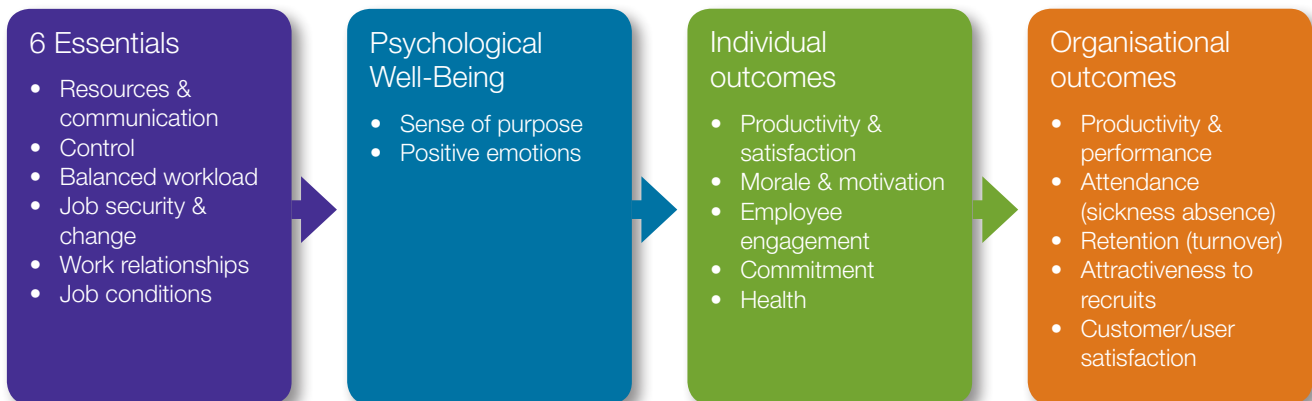 6 Essentials
• Resources &
communication
• Control
• Balanced workload
• Job security &
change
• Work relationships
• Job conditions
Psychological
Well-Being
• Sense of purpose
• Positive emotions
Individual
outcomes
• Productivity &
satisfaction
• Morale & motivation
• Employee
engagement
• Commitment
• Health
Organisational
outcomes
• Productivity &
performance
• Attendance
(sickness absence)
• Retention (turnover)
• Attractiveness to
recruits
• Customer/user
satisfaction